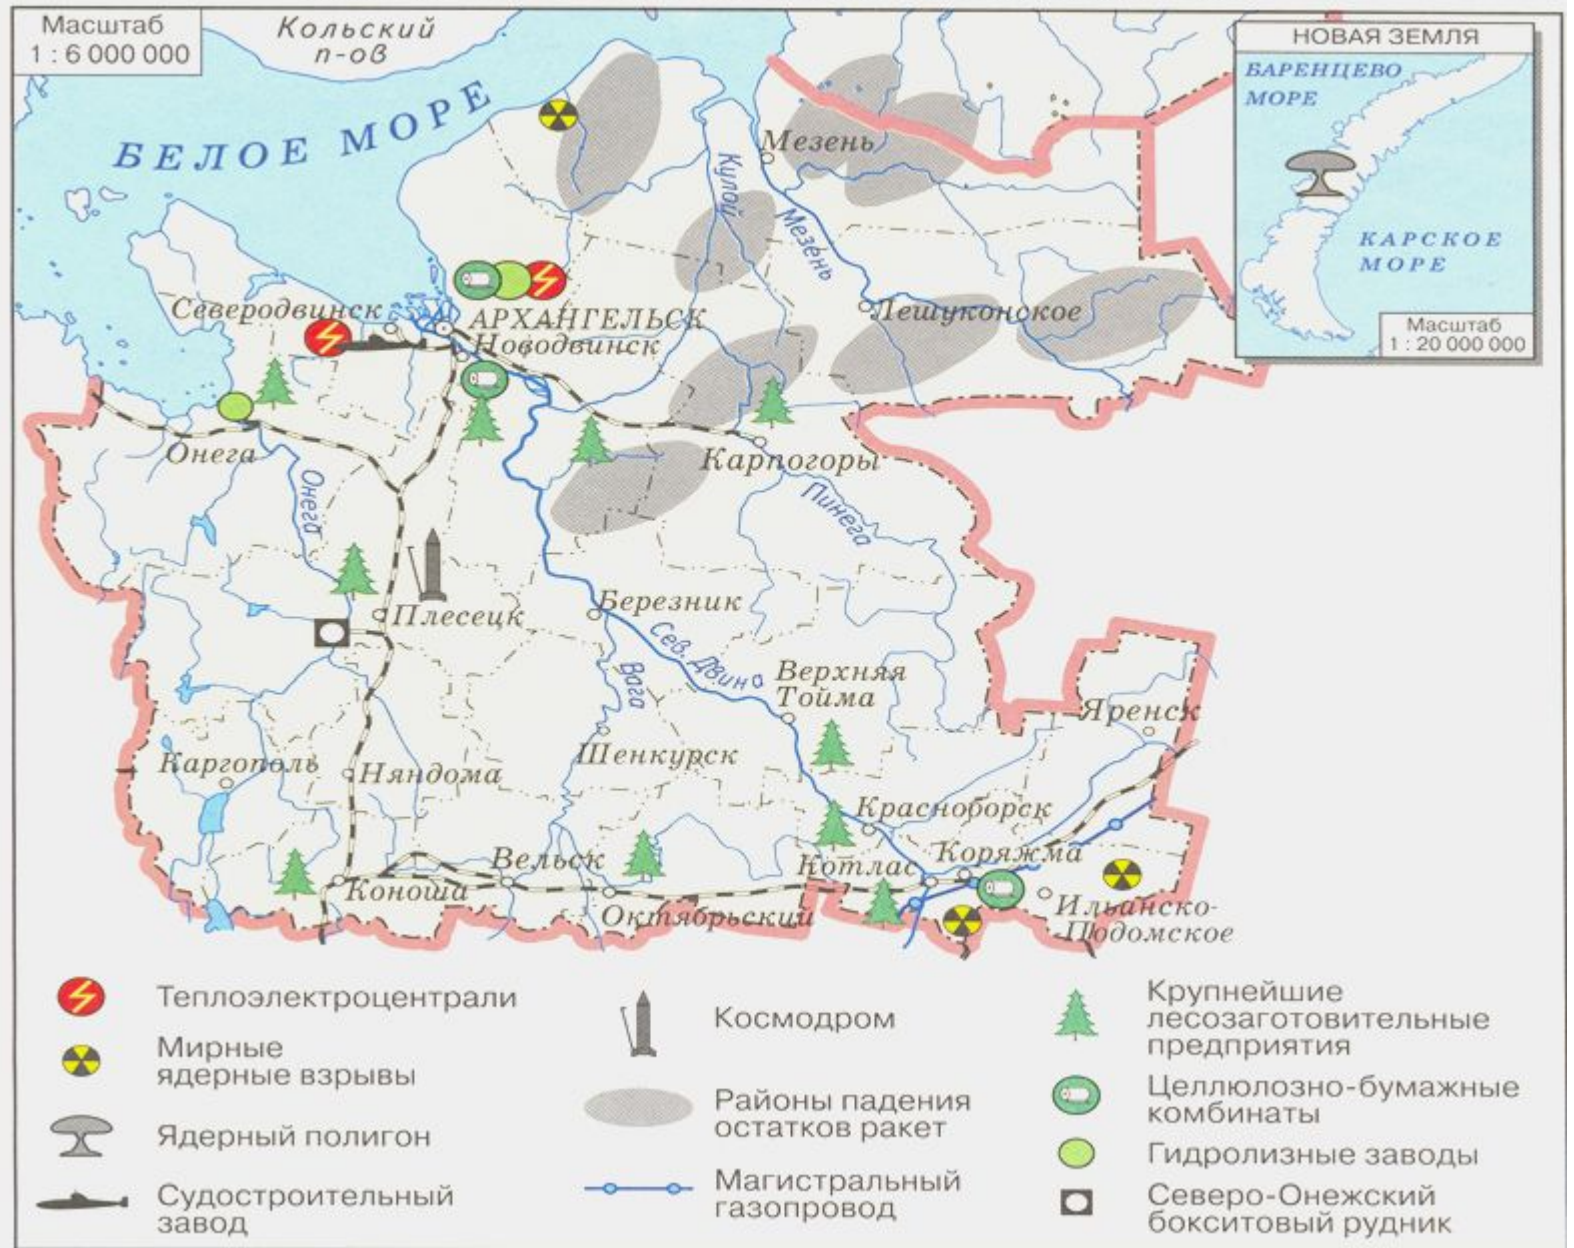 Масштаб
1 : 6 000 000
Кольский
п-ов
БЕЛОЕ МОРЕ
НОВАЯ ЗЕМЛЯ
БАРЕНЦЕВО
МОРЕ
КАРСКОЕ
МОРЕ
Масштаб
1 : 20 000 000
Мезень
Кулой
Мезень
Северодвинск
АРХАНГЕЛЬСК
Новодвинск
Лешуконское
Онега
Онега
Карпогоры
Пинега
Плесецк
Березник
Сев. Двина
Вага
Верхняя
Тойма
Яренск
Шенкурск
Каргополь
Няндома
Красноборск
Вельск
Котлас
Коряжма
Коноша
Октябрьский
Ильинско-
-Подомское
Теплоэлектроцентрали
Мирные
ядерные взрывы
Ядерный полигон
Судостроительный
завод
Космодром
Районы падения
остатков ракет
Магистральный
газопровод
Крупнейшие
лесозаготовительные
предприятия
Целлюлозно-бумажные
комбинаты
Гидролизные заводы
Северо-Онежский
бокситовый рудник